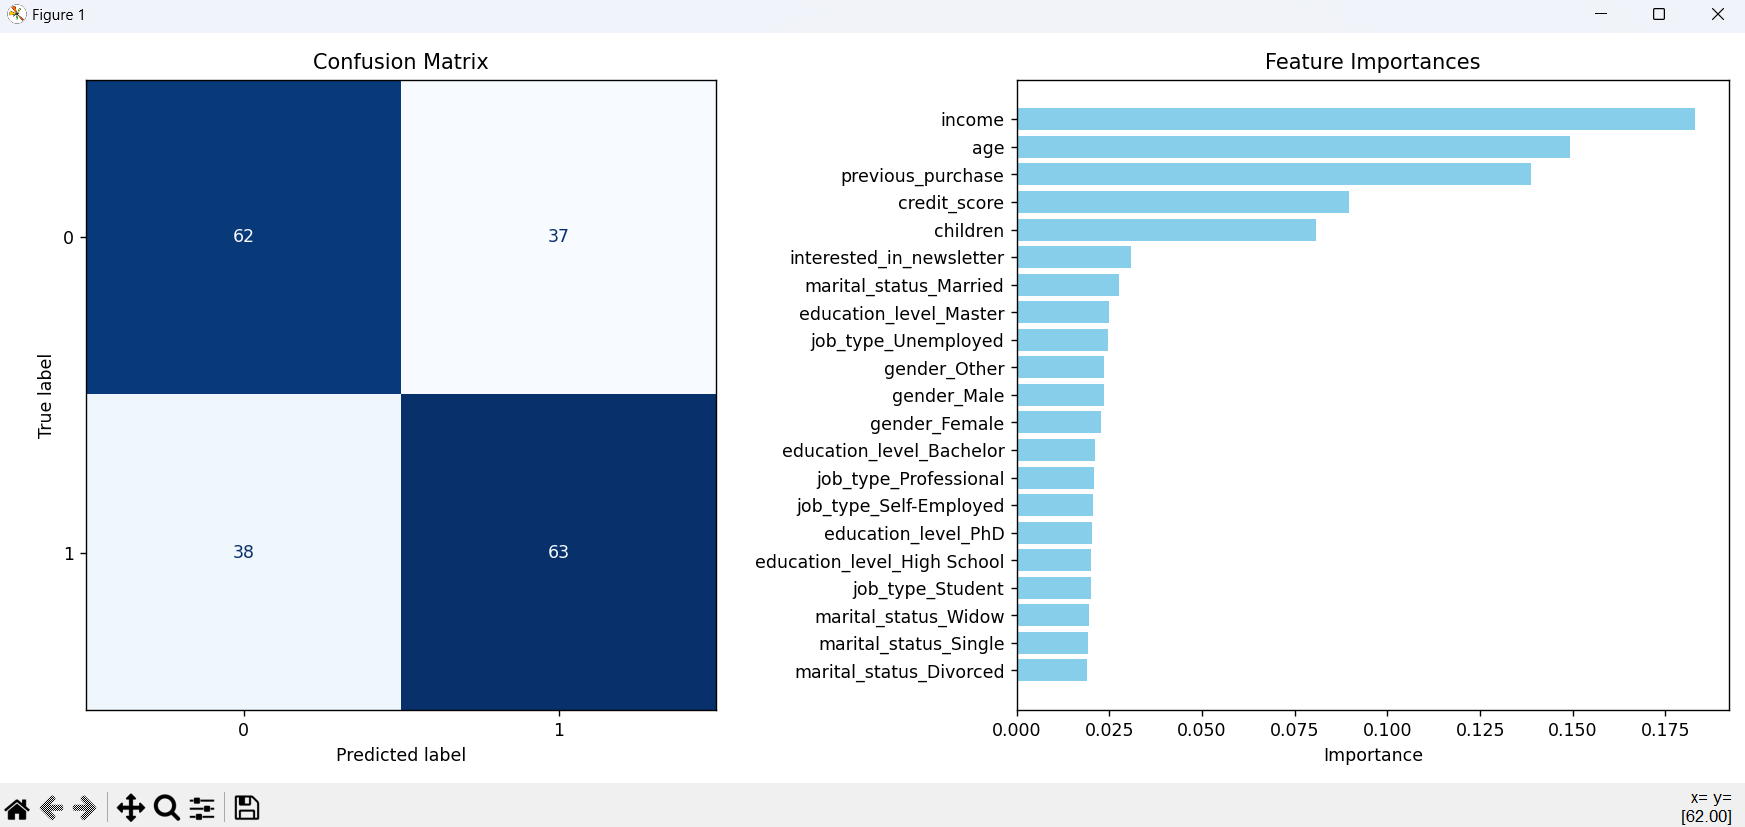 Figure 1
Confusion Matrix
62
37
38
63
0
1
True label
0
1
Predicted label
Feature Importances
income
age
previous_purchase
credit_score
children
interested_in_newsletter
marital_status_Married
education_level_Master
job_type_Unemployed
gender_Other
gender_Male
gender_Female
education_level_Bachelor
job_type_Professional
job_type_Self-Employed
education_level_PhD
education_level_High School
job_type_Student
marital_status_Widow
marital_status_Single
marital_status_Divorced
0.000 0.025 0.050 0.075 0.100 0.125 0.150 0.175
Importance
x= y=
[62.00]